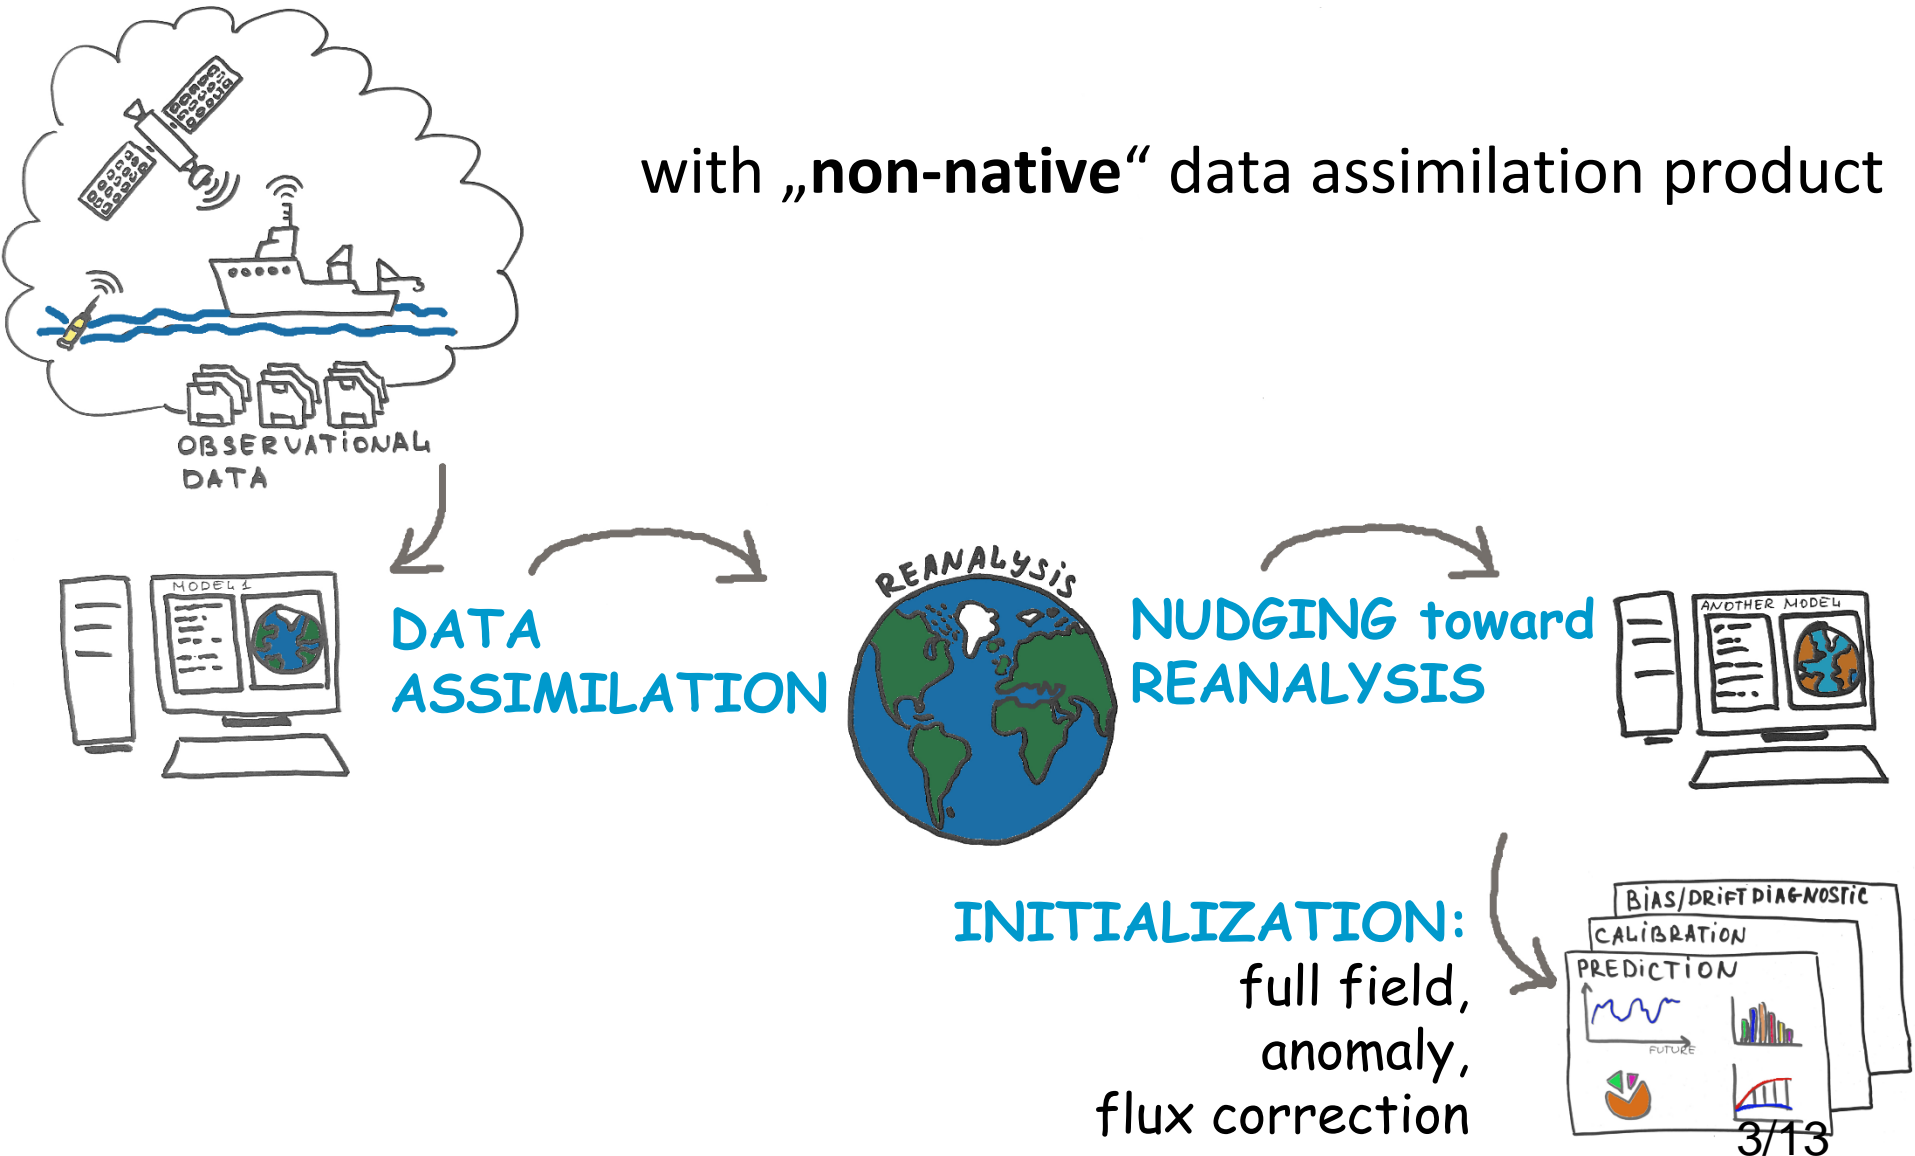 with „non-native“ data assimilation product
OBSERVATIONAL
DATA
MODEL 1
DATA
ASSIMILATION
REANALYSIS
NUDGING toward
REANALYSIS
ANOTHER MODEL
INITIALIZATION:
full field,
anomaly,
flux correction
BIAS/DRIFT DIAGNOSTIC
CALIBRATION
PREDICTION
FUTURE
3/13